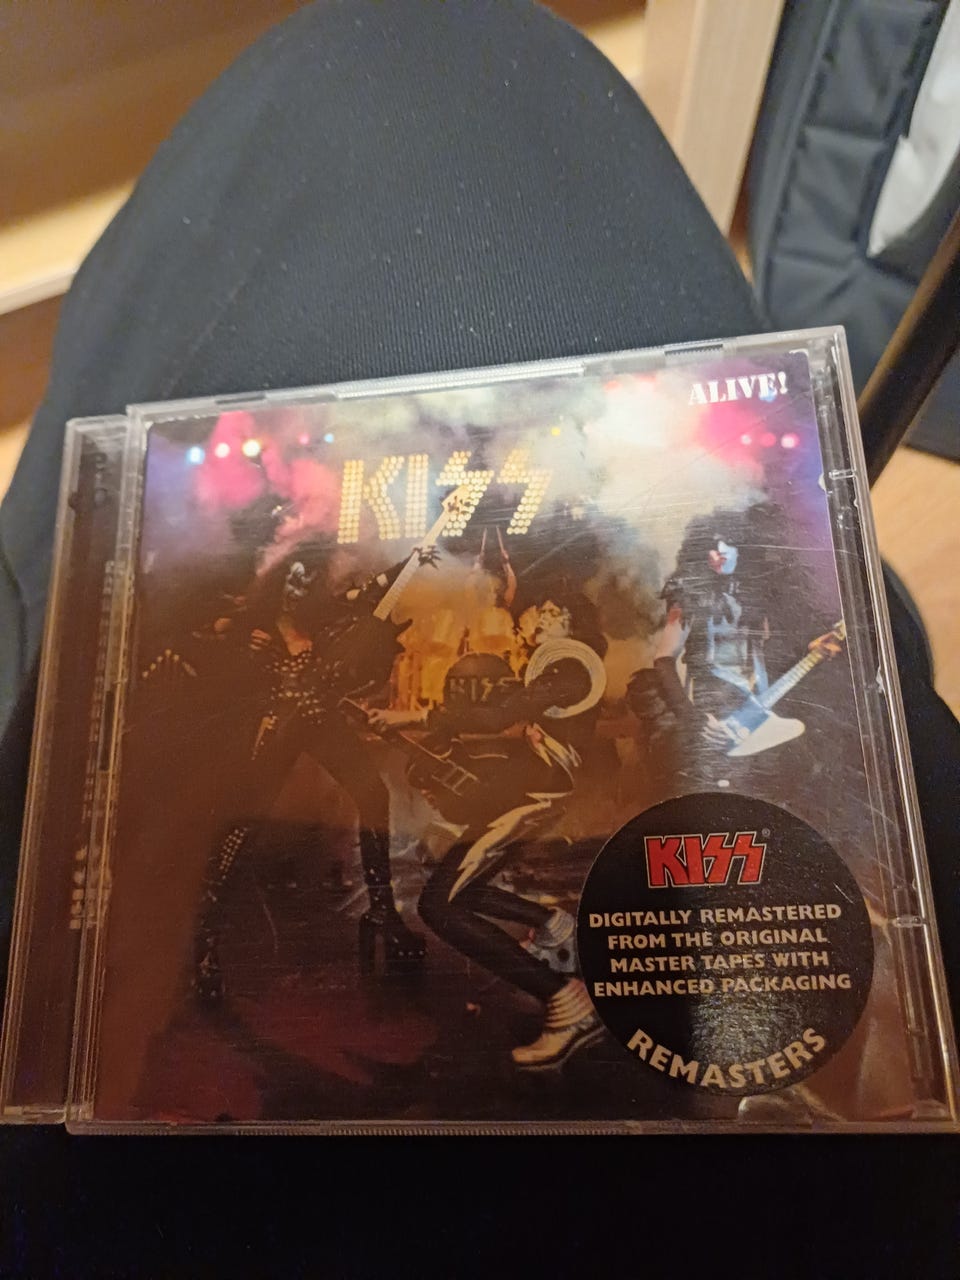 ALIVE!
KISS
KISS
KISS®
DIGITALLY REMASTERED
FROM THE ORIGINAL
MASTER TAPES WITH
ENHANCED PACKAGING
REMASTERS